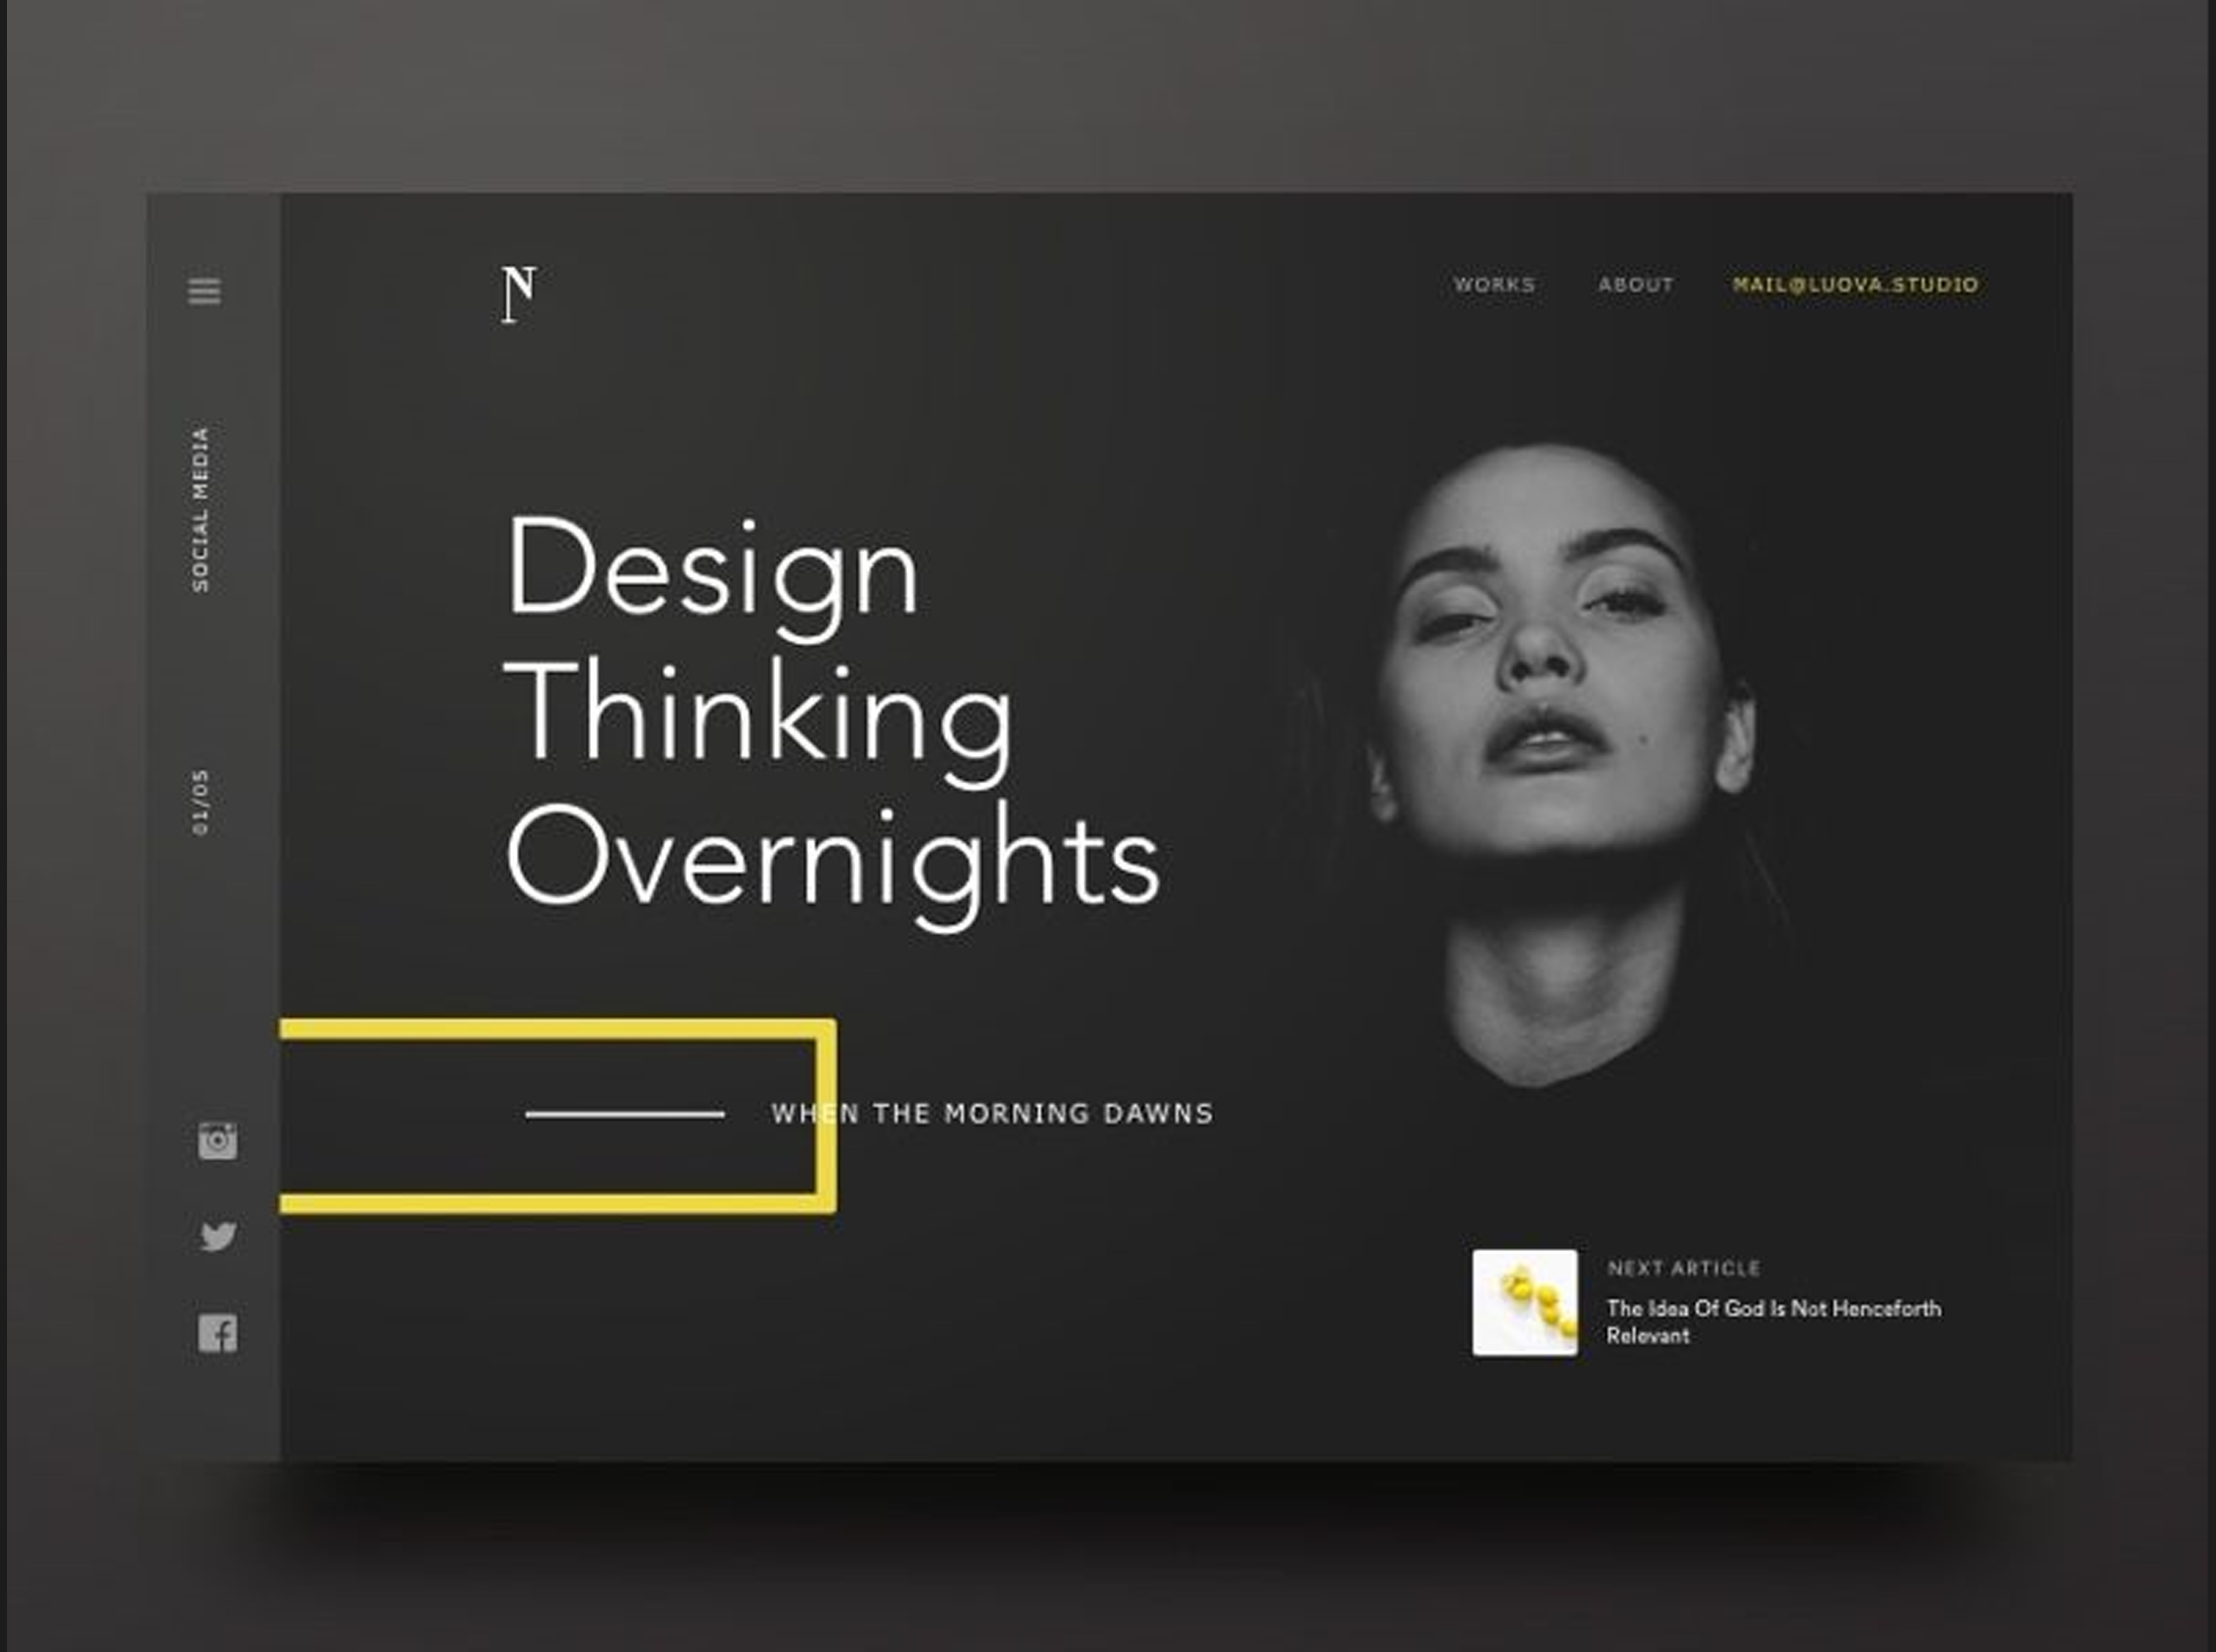 N
WORKS ABOUT MAIL@LUOVA.STUDIO
SOCIAL MEDIA
01/05
Design
Thinking
Overnights
WHEN THE MORNING DAWNS
NEXT ARTICLE
The Idea Of God Is Not Henceforth
Relevant